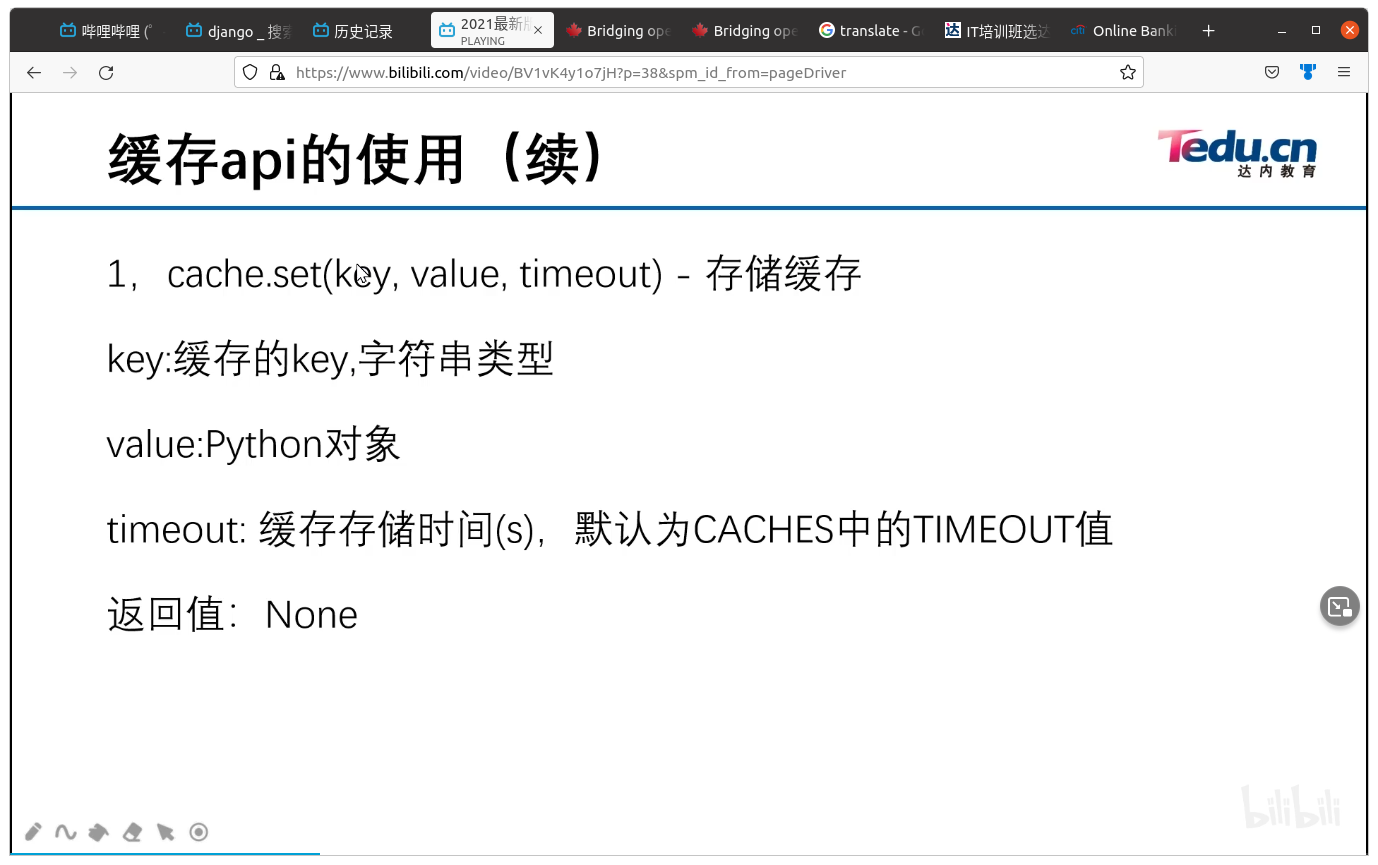 哔哩哔哩 (゜
django _ 搜索
历史记录
2021最新版
PLAYING
Bridging ope
Bridging ope
translate - G
IT培训班选达
Online Bank
https://www.bilibili.com/video/BV1vK4y1o7jH?p=38&spm_id_from=pageDriver
缓存api的使用（续）
Tedu.cn
达内教育
1，cache.set(key, value, timeout) - 存储缓存
key:缓存的key,字符串类型
value:Python对象
timeout: 缓存存储时间(s)，默认为CACHES中的TIMEOUT值
返回值：None
bilibili